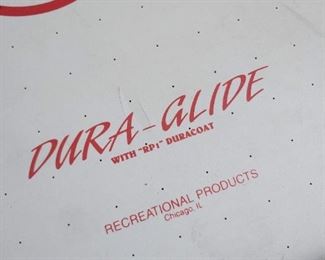 DURA-GLIDE
WITH "RP1" DURACOAT
RECREATIONAL PRODUCTS
Chicago, IL